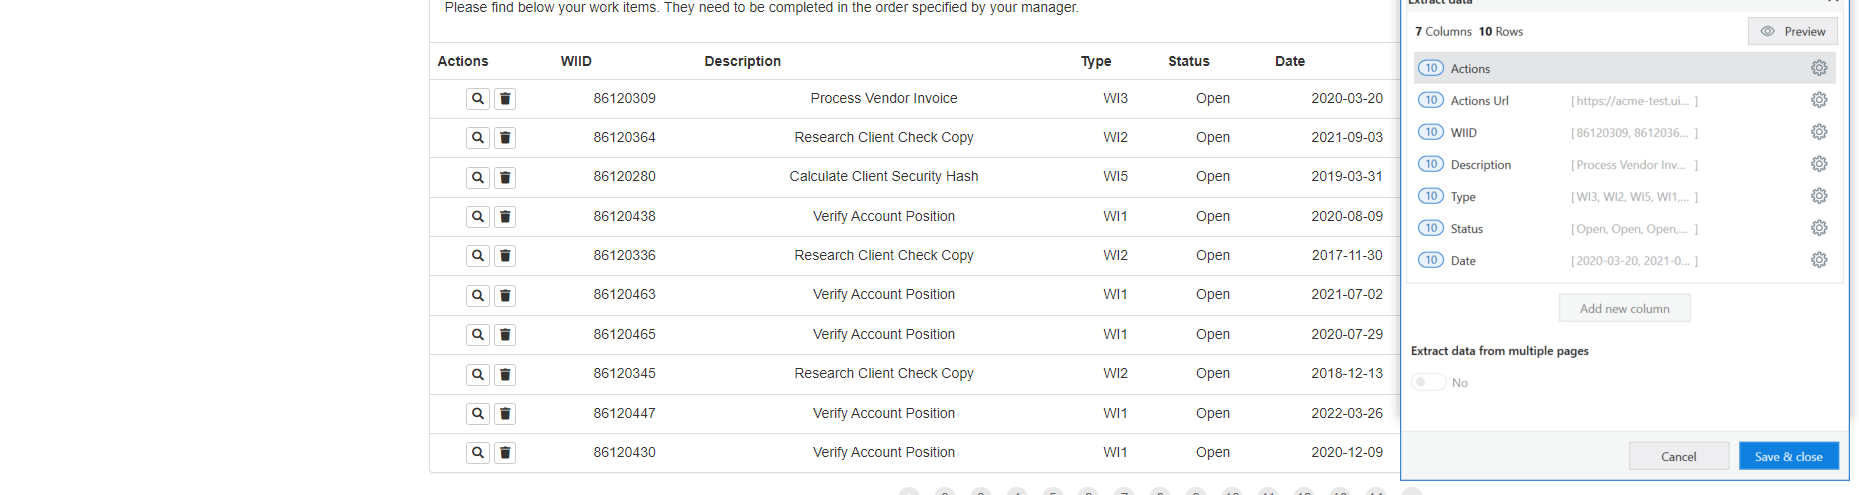 Please find below your work items. They need to be completed in the order specified by your manager.
Actions WIID Description Type Status Date
86120309 Process Vendor Invoice WI3 Open 2020-03-20
86120364 Research Client Check Copy WI2 Open 2021-09-03
86120280 Calculate Client Security Hash WI5 Open 2019-03-31
86120438 Verify Account Position WI1 Open 2020-08-09
86120336 Research Client Check Copy WI2 Open 2017-11-30
86120463 Verify Account Position WI1 Open 2021-07-02
86120465 Verify Account Position WI1 Open 2020-07-29
86120345 Research Client Check Copy WI2 Open 2018-12-13
86120447 Verify Account Position WI1 Open 2022-03-26
86120430 Verify Account Position WI1 Open 2020-12-09
Extract data
7 Columns 10 Rows Preview
10 Actions
10 Actions Url [https://acme-test.ui... ]
10 WIID [86120309, 8612036... ]
10 Description [Process Vendor Inv... ]
10 Type [WI3, WI2, WI5, WI1,... ]
10 Status [Open, Open, Open,... ]
10 Date [2020-03-20, 2021-0... ]
Add new column
Extract data from multiple pages
No
Cancel Save & close